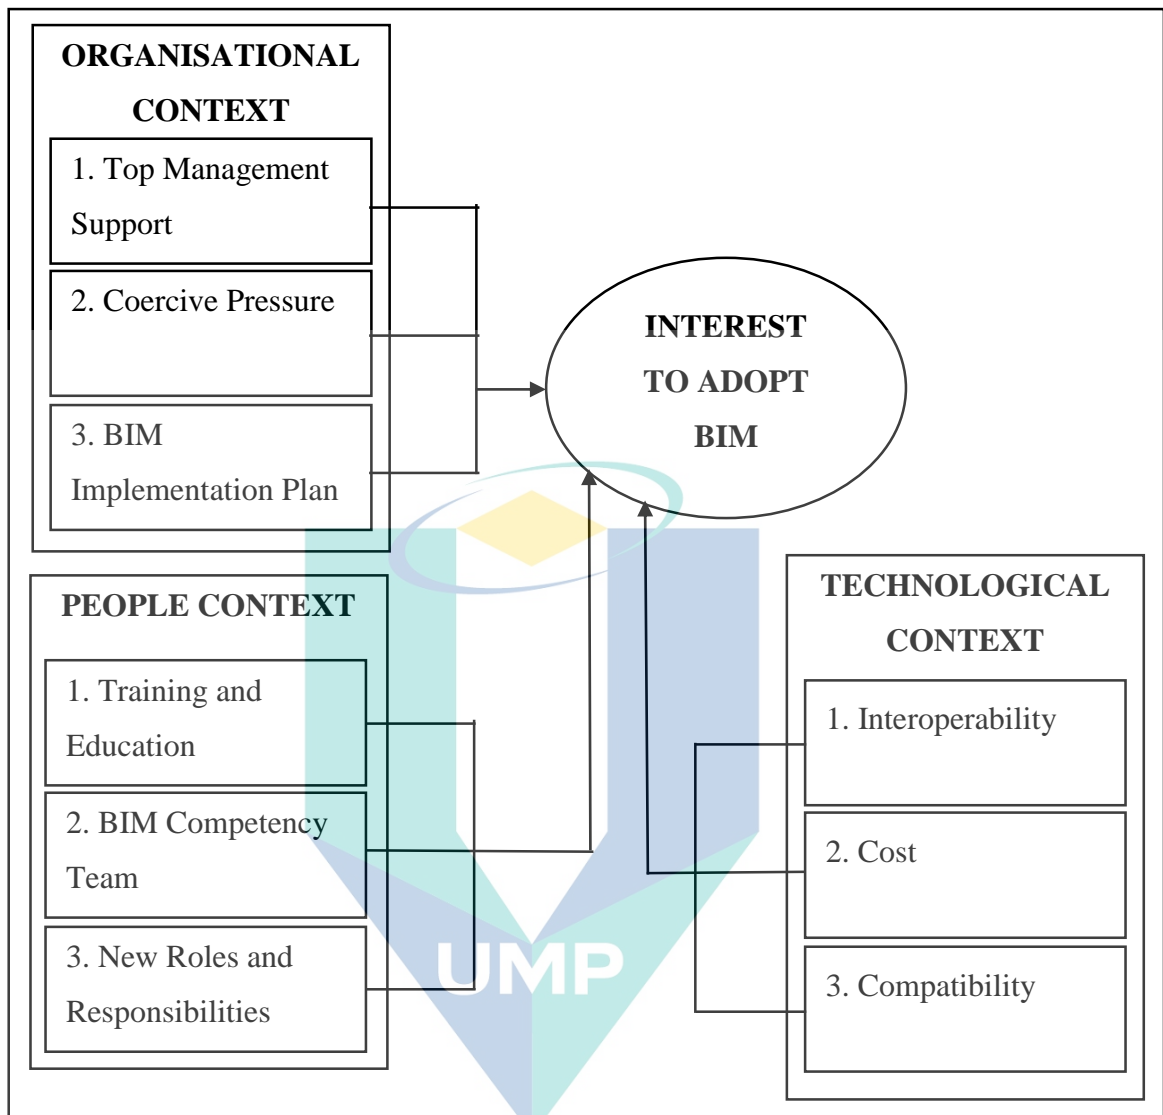 ORGANISATIONAL
CONTEXT
1. Top Management
Support
2. Coercive Pressure
3. BIM
Implementation Plan
INTEREST
TO ADOPT
BIM
PEOPLE CONTEXT
1. Training and
Education
2. BIM Competency
Team
3. New Roles and
Responsibilities
TECHNOLOGICAL
CONTEXT
1. Interoperability
2. Cost
3. Compatibility
UMP